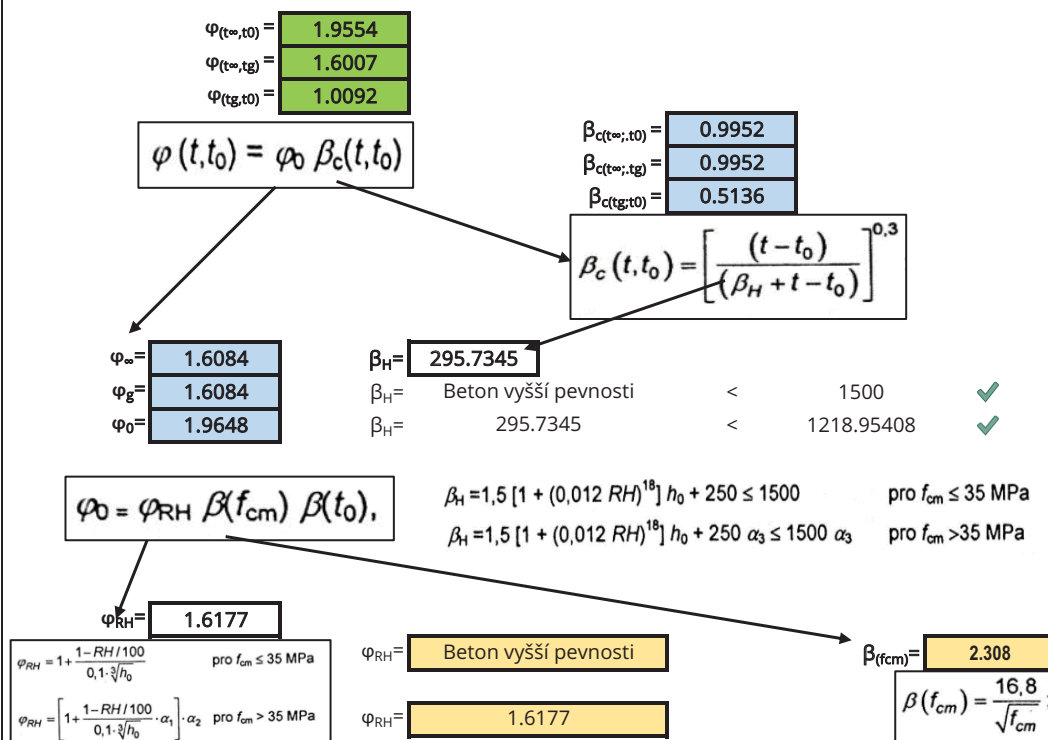 φ(t∞,t0) = 1.9554
φ(t∞,tg) = 1.6007
φ(tg,t0) = 1.0092
φ (t,t₀) = φ₀ βc(t,t₀)
βc(t∞;.t0) = 0.9952
βc(t∞;.tg) = 0.9952
βc(tg;t0) = 0.5136
βc (t,t₀) = [(t−t₀) / (βH + t − t₀)]^0,3
φ∞= 1.6084
φg= 1.6084
φ0= 1.9648
βH= 295.7345
βH= Beton vyšší pevnosti < 1500 ✓
βH= 295.7345 < 1218.95408 ✓
φ₀ = φRH β(fcm) β(t₀),
βH =1,5 [1 + (0,012 RH)^18] h₀ + 250 ≤ 1500 pro fcm ≤ 35 MPa
βH =1,5 [1 + (0,012 RH)^18] h₀ + 250 α₃ ≤ 1500 α₃ pro fcm >35 MPa
φRH= 1.6177
φRH = 1 + (1−RH/100) / (0,1·∛h₀) pro fcm ≤ 35 MPa
φRH = [1 + (1−RH/100) / (0,1·∛h₀) · α₁] · α₂ pro fcm > 35 MPa
φRH= Beton vyšší pevnosti
φRH= 1.6177
β(fcm)= 2.308
β (fcm) = 16,8 / √fcm